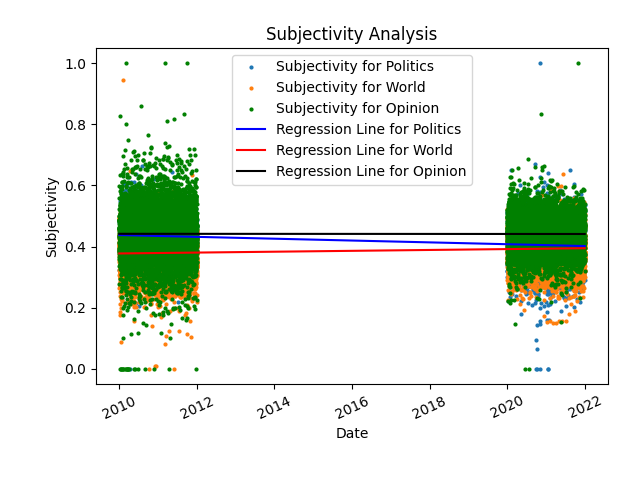 Subjectivity Analysis
Subjectivity for Politics
Subjectivity for World
Subjectivity for Opinion
Regression Line for Politics
Regression Line for World
Regression Line for Opinion
Subjectivity
1.0
0.8
0.6
0.4
0.2
0.0
2010 2012 2014 2016 2018 2020 2022
Date